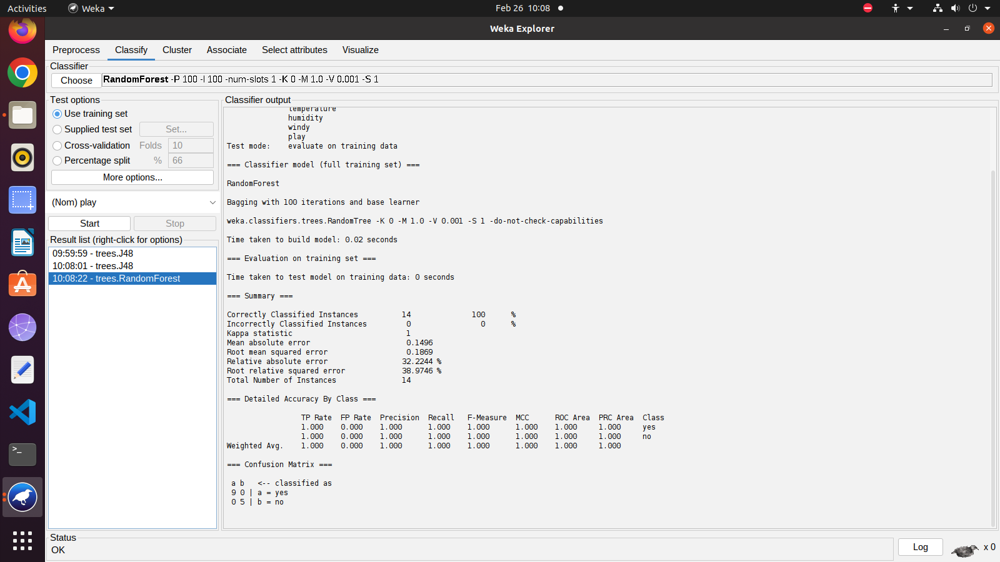 Activities Weka Feb 26 10:08
Weka Explorer
Preprocess Classify Cluster Associate Select attributes Visualize
Classifier
Choose RandomForest -P 100 -I 100 -num-slots 1 -K 0 -M 1.0 -V 0.001 -S 1
Test options
Use training set
Supplied test set Set...
Cross-validation Folds 10
Percentage split % 66
More options...
(Nom) play
Start Stop
Result list (right-click for options)
09:59:59 - trees.J48
10:08:01 - trees.J48
10:08:22 - trees.RandomForest
Classifier output
temperature
humidity
windy
play
Test mode: evaluate on training data
=== Classifier model (full training set) ===
RandomForest
Bagging with 100 iterations and base learner
weka.classifiers.trees.RandomTree -K 0 -M 1.0 -V 0.001 -S 1 -do-not-check-capabilities
Time taken to build model: 0.02 seconds
=== Evaluation on training set ===
Time taken to test model on training data: 0 seconds
=== Summary ===
Correctly Classified Instances 14 100 %
Incorrectly Classified Instances 0 0 %
Kappa statistic 1
Mean absolute error 0.1496
Root mean squared error 0.1869
Relative absolute error 32.2244 %
Root relative squared error 38.9746 %
Total Number of Instances 14
=== Detailed Accuracy By Class ===
TP Rate FP Rate Precision Recall F-Measure MCC ROC Area PRC Area Class
1.000 0.000 1.000 1.000 1.000 1.000 1.000 1.000 yes
1.000 0.000 1.000 1.000 1.000 1.000 1.000 1.000 no
Weighted Avg. 1.000 0.000 1.000 1.000 1.000 1.000 1.000 1.000
=== Confusion Matrix ===
a b <-- classified as
9 0 | a = yes
0 5 | b = no
Status
OK
Log x 0